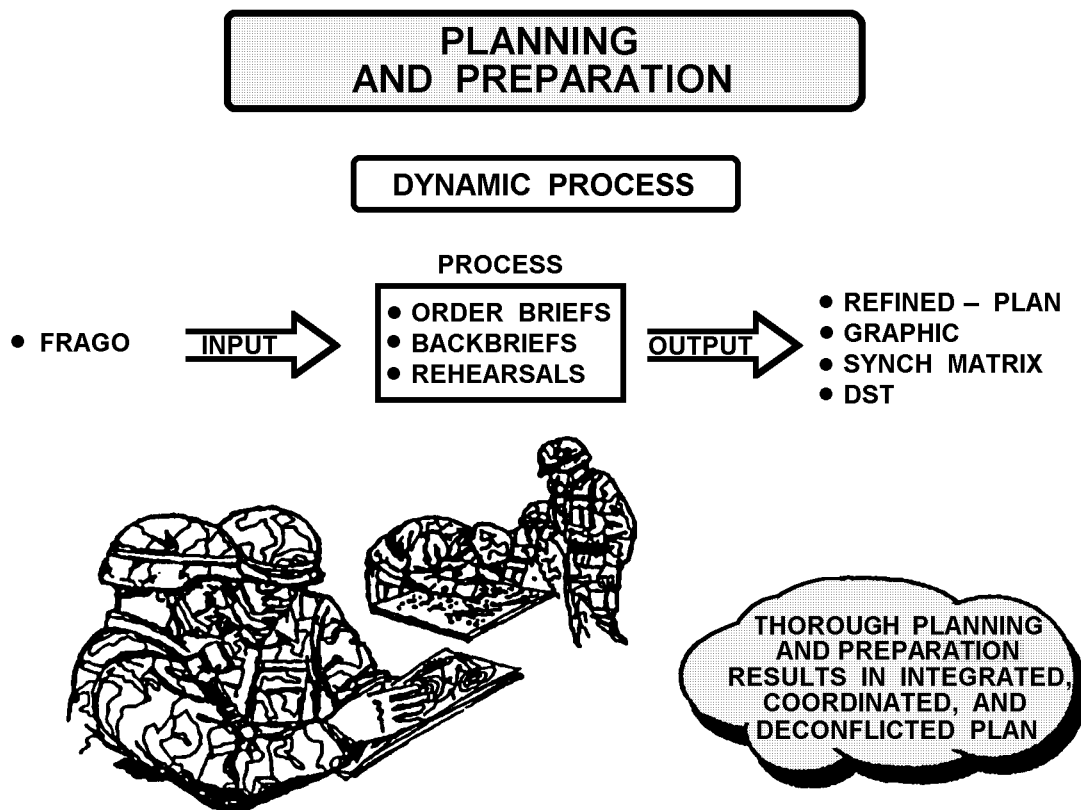 PLANNING
AND PREPARATION
DYNAMIC PROCESS
PROCESS
• FRAGO
INPUT
• ORDER BRIEFS
• BACKBRIEFS
• REHEARSALS
OUTPUT
• REFINED – PLAN
• GRAPHIC
• SYNCH MATRIX
• DST
THOROUGH PLANNING
AND PREPARATION
RESULTS IN INTEGRATED,
COORDINATED, AND
DECONFLICTED PLAN